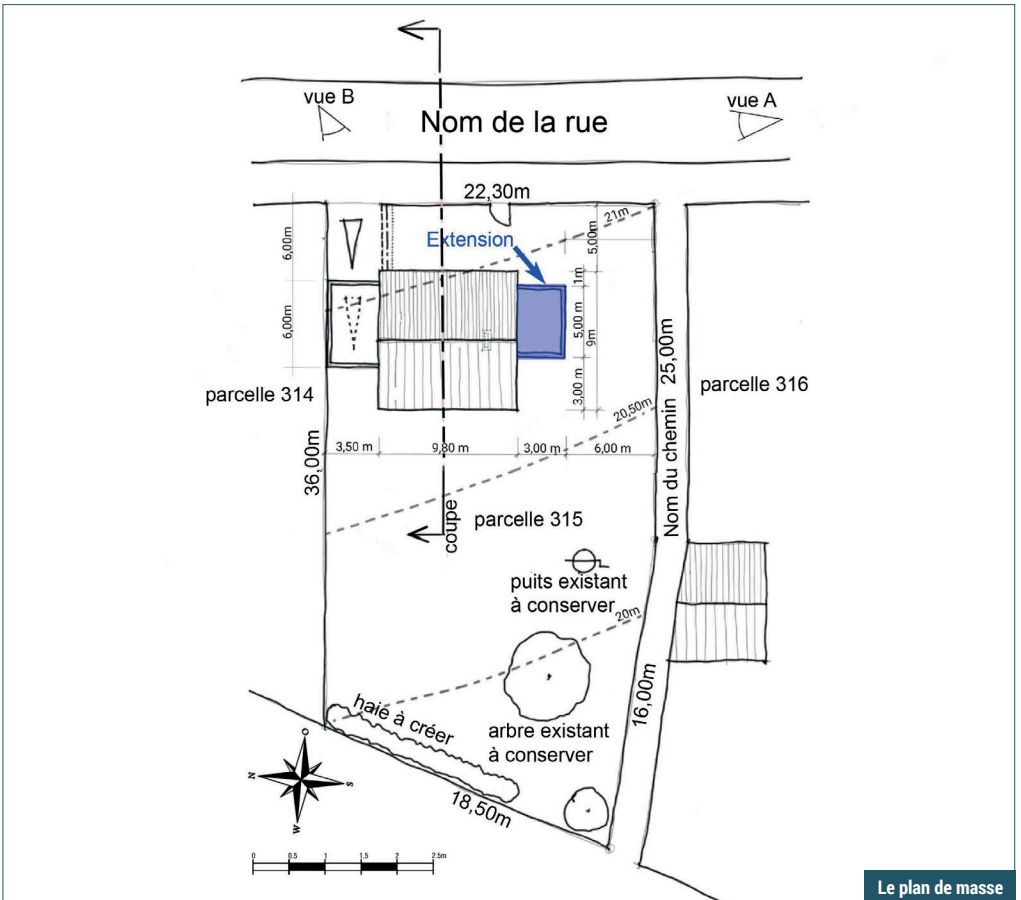 vue B
vue A
Nom de la rue
22,30m
21m
6,00m
5,00m
Extension
1m
6,00m
5,00 m
9m
3,00 m
25,00m
parcelle 314
parcelle 316
20,50m
3,50 m
9,80 m
3,00 m
6,00 m
36,00m
Nom du chemin
coupe
parcelle 315
puits existant
à conserver
20m
haie à créer
arbre existant
à conserver
16,00m
18,50m
O
N
S
W
0 0.5 1 1.5 2 2.5m
Le plan de masse